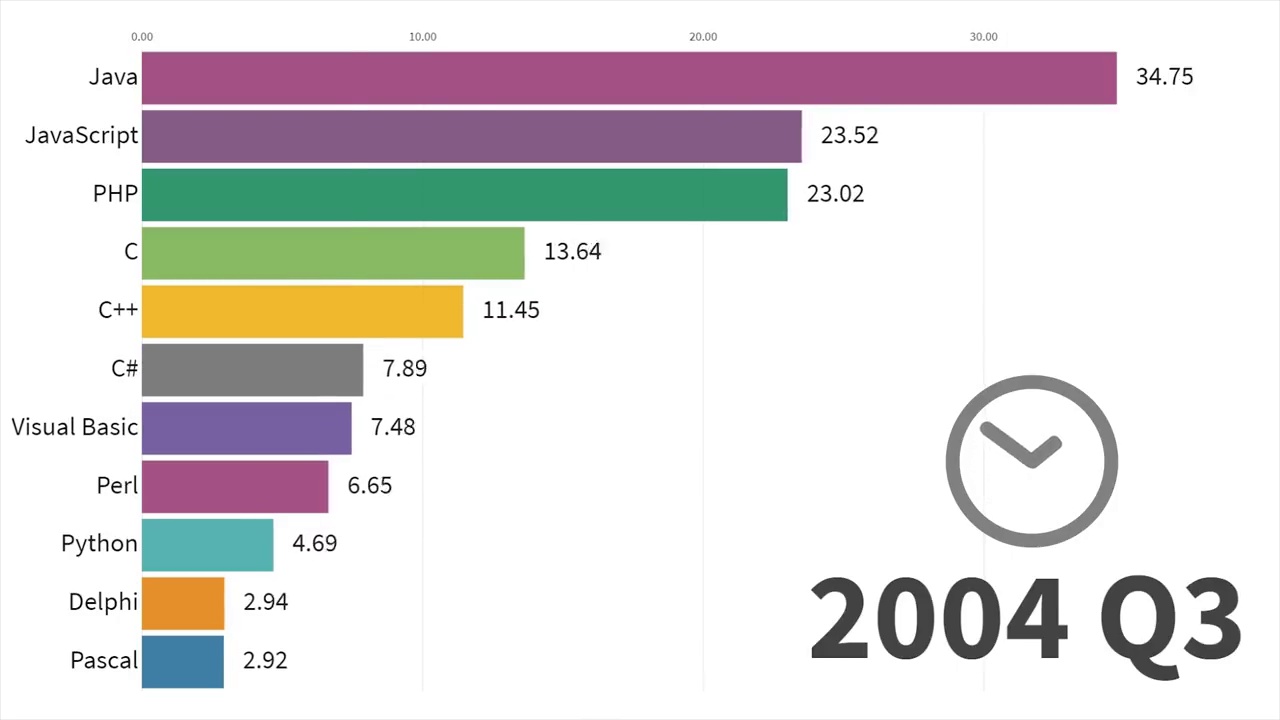 0.00 10.00 20.00 30.00
Java 34.75
JavaScript 23.52
PHP 23.02
C 13.64
C++ 11.45
C# 7.89
Visual Basic 7.48
Perl 6.65
Python 4.69
Delphi 2.94
Pascal 2.92
2004 Q3